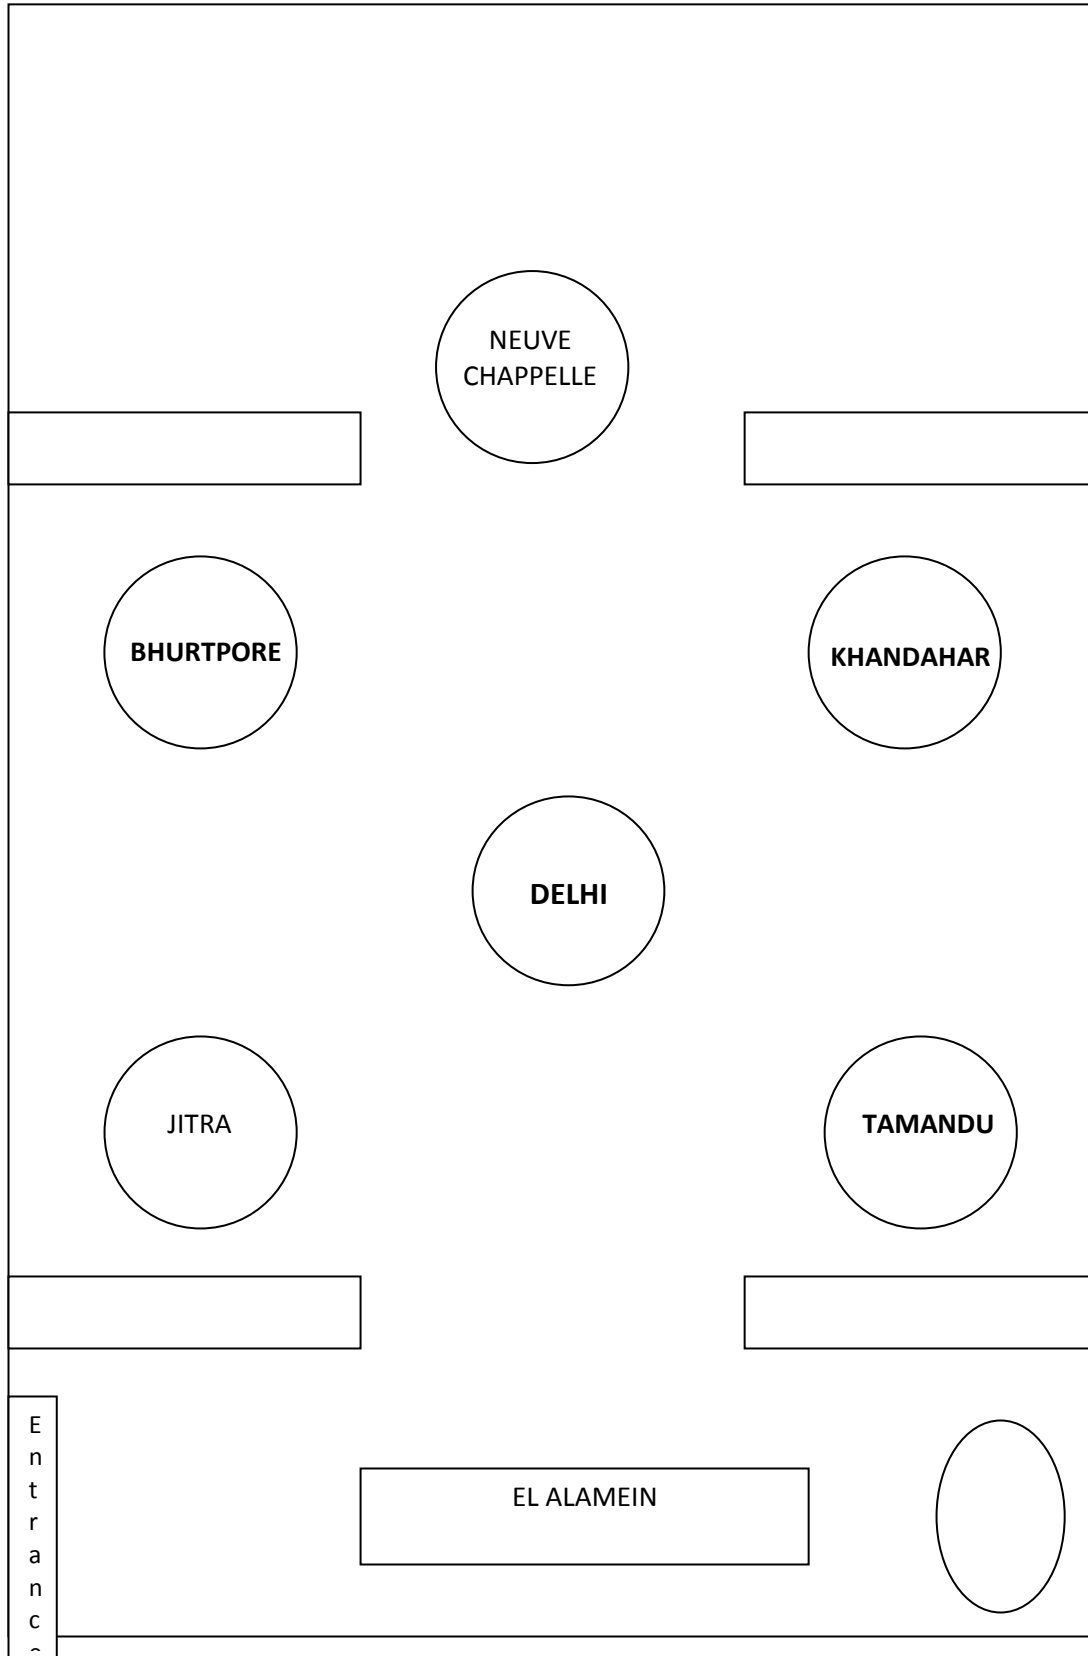 NEUVE
CHAPPELLE
BHURTPORE
KHANDAHAR
DELHI
JITRA
TAMANDU
E
n
t
r
a
n
c
e
EL ALAMEIN